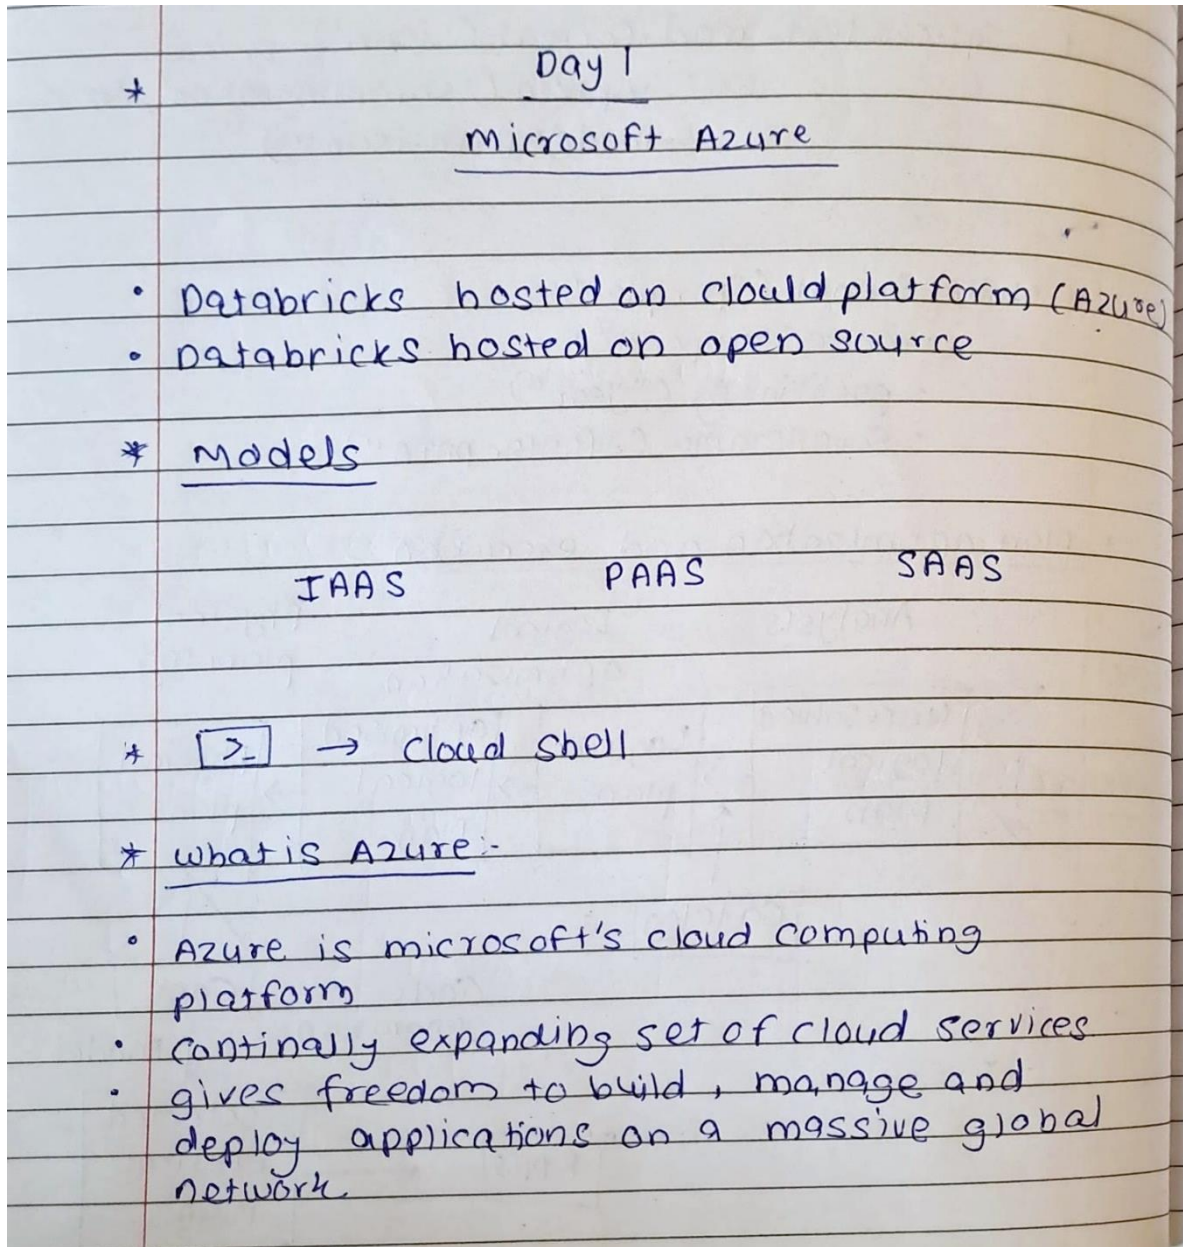 Day 1
*
Microsoft Azure
• Databricks hosted on clould platform (Azure)
• Databricks hosted on open source
* Models
IAAS PAAS SAAS
* >_ → Cloud Shell
* What is Azure :-
• Azure is microsoft's cloud computing
platform
• Continally expanding set of cloud services
• gives freedom to build, manage and
deploy applications on a massive global
network.